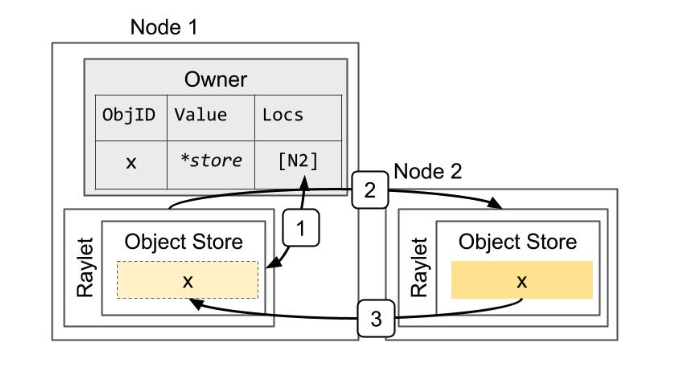 Node 1
Owner
ObjID Value Locs
x *store [N2]
Node 2
2
1
Raylet
Object Store
x
Raylet
Object Store
x
3